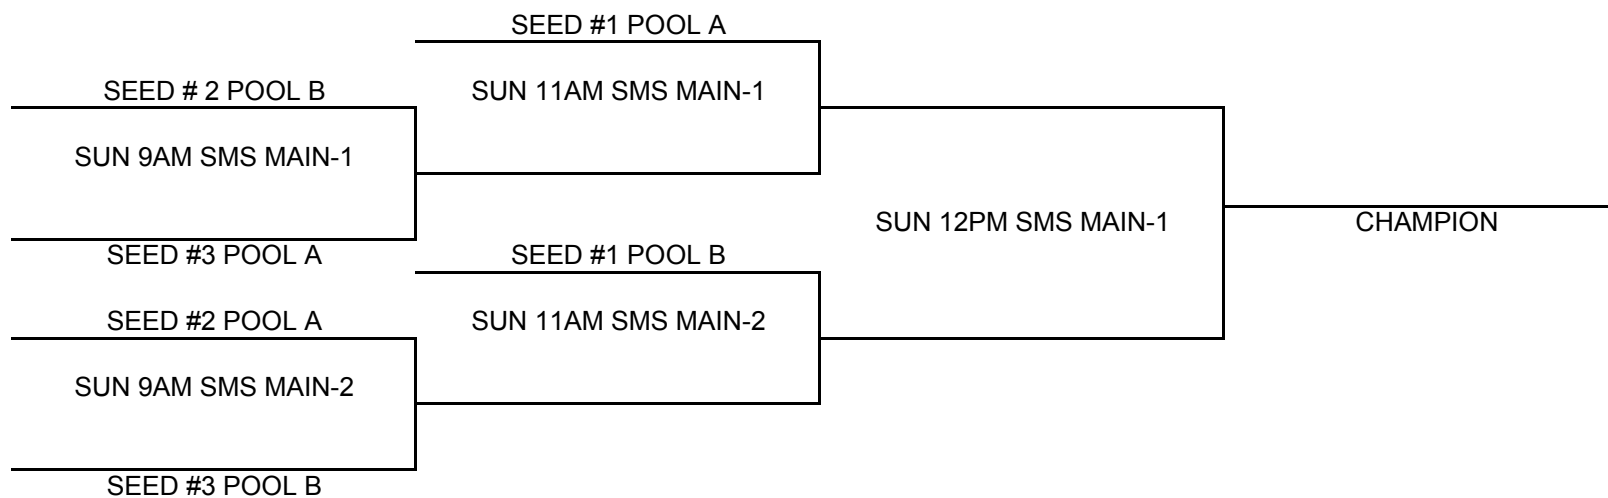 SEED #1 POOL A
SEED # 2 POOL B
SUN 11AM SMS MAIN-1
SUN 9AM SMS MAIN-1
SUN 12PM SMS MAIN-1
CHAMPION
SEED #3 POOL A
SEED #1 POOL B
SEED #2 POOL A
SUN 11AM SMS MAIN-2
SUN 9AM SMS MAIN-2
SEED #3 POOL B